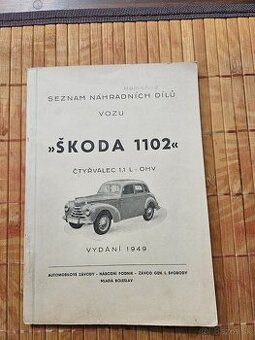 SEZNAM NÁHRADNÍCH DÍLŮ
VOZU
»ŠKODA 1102«
ČTYŘVÁLEC 1,1 L - OHV
VYDÁNÍ 1949
AUTOMOBILOVÉ ZÁVODY - NÁRODNÍ PODNIK - ZÁVOD GEN. L. SVOBODY
MLADÁ BOLESLAV